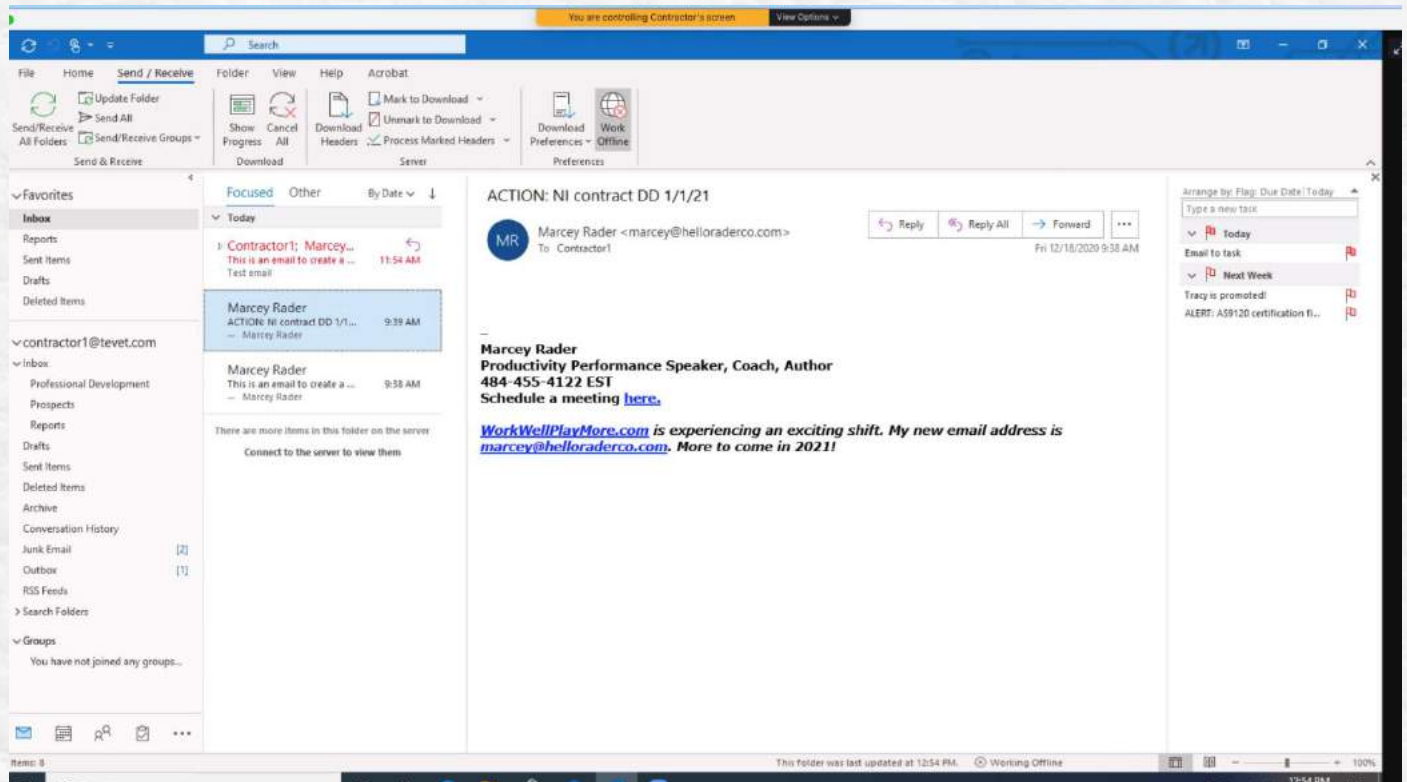 You are controlling Contractor's screen
View Options
Search
File Home Send / Receive Folder View Help Acrobat
Send/Receive All Folders
Update Folder
Send All
Send/Receive Groups
Send & Receive
Show Progress
Cancel All
Download
Download Headers
Mark to Download
Unmark to Download
Process Marked Headers
Server
Download Preferences
Work Offline
Preferences
Favorites
Inbox
Reports
Sent Items
Drafts
Deleted Items
contractor1@tevet.com
Inbox
Professional Development
Prospects
Reports
Drafts
Sent Items
Deleted Items
Archive
Conversation History
Junk Email [2]
Outbox [1]
RSS Feeds
Search Folders
Groups
You have not joined any groups...
Focused Other By Date
Today
Contractor1; Marcey...
This is an email to create a ... 11:54 AM
Test email
Marcey Rader
ACTION: NI contract DD 1/1... 9:39 AM
— Marcey Rader
Marcey Rader
This is an email to create a ... 9:38 AM
— Marcey Rader
There are more items in this folder on the server
Connect to the server to view them
ACTION: NI contract DD 1/1/21
MR
Marcey Rader <marcey@helloraderco.com>
To Contractor1
Reply Reply All Forward ...
Fri 12/18/2020 9:38 AM
Marcey Rader
Productivity Performance Speaker, Coach, Author
484-455-4122 EST
Schedule a meeting here.
WorkWellPlayMore.com is experiencing an exciting shift. My new email address is
marcey@helloraderco.com. More to come in 2021!
Arrange by: Flag: Due Date Today
Type a new task
Today
Email to task
Next Week
Tracy is promoted!
ALERT: AS9120 certification fi...
Items: 8
This folder was last updated at 12:54 PM.
Working Offline
100%
12:54 PM